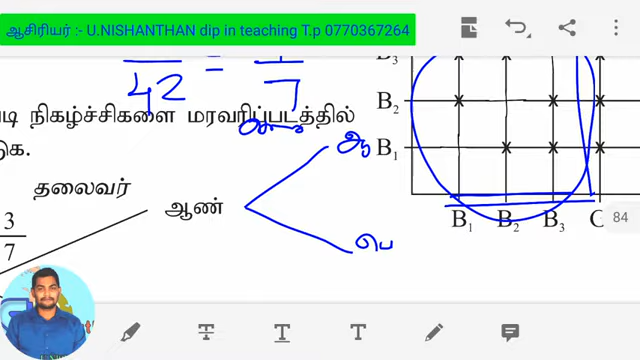 ஆசிரியர் :- U.NISHANTHAN dip in teaching T.p 0770367264
42 = 7
டி நிகழ்ச்சிகளை மரவரிப்படத்தில்
டுக.
தலைவர்
3
7
ஆண்
ஆ
பெ
B3
B2
B1
B1 B2 B3
84
T T